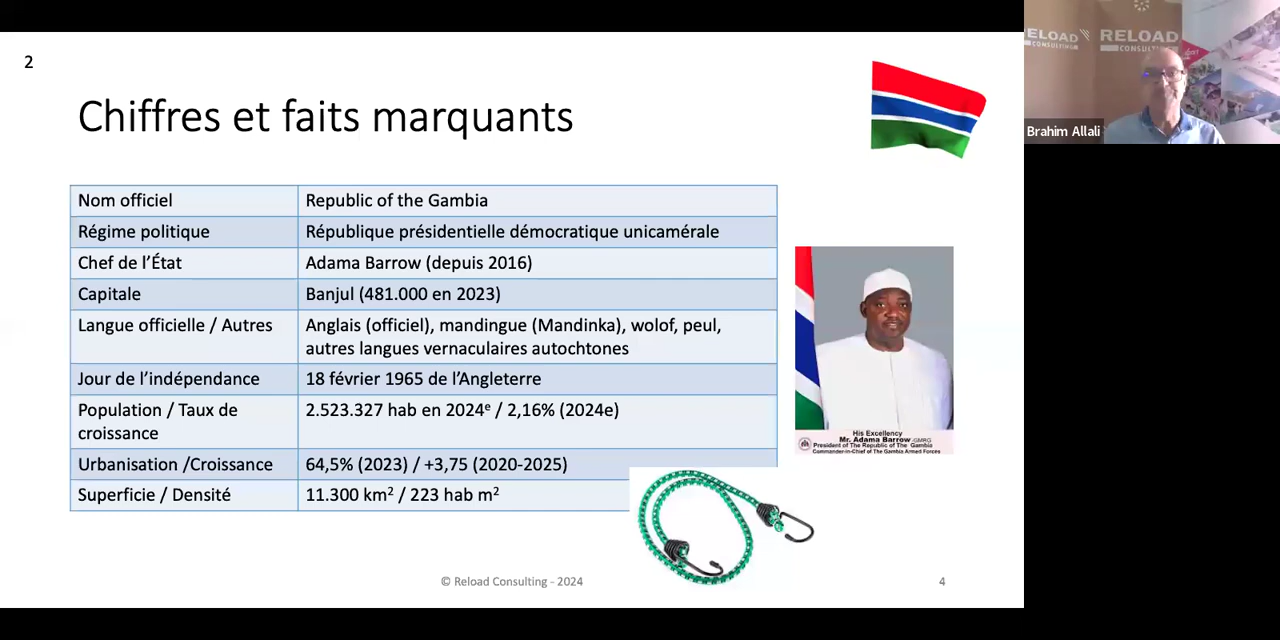 2
Chiffres et faits marquants
Nom officiel
Republic of the Gambia
Régime politique
République présidentielle démocratique unicamérale
Chef de l’État
Adama Barrow (depuis 2016)
Capitale
Banjul (481.000 en 2023)
Langue officielle / Autres
Anglais (officiel), mandingue (Mandinka), wolof, peul,
autres langues vernaculaires autochtones
Jour de l’indépendance
18 février 1965 de l’Angleterre
Population / Taux de
croissance
2.523.327 hab en 2024ᵉ / 2,16% (2024e)
Urbanisation /Croissance
64,5% (2023) / +3,75 (2020-2025)
Superficie / Densité
11.300 km² / 223 hab m²
His Excellency
Mr. Adama Barrow -GMRG
President of The Republic of The Gambia
Commander-in-Chief of The Gambia Armed Forces
© Reload Consulting - 2024
4
ELOAD
CONSULTING
RELOAD
CONSULTI
Brahim Allali